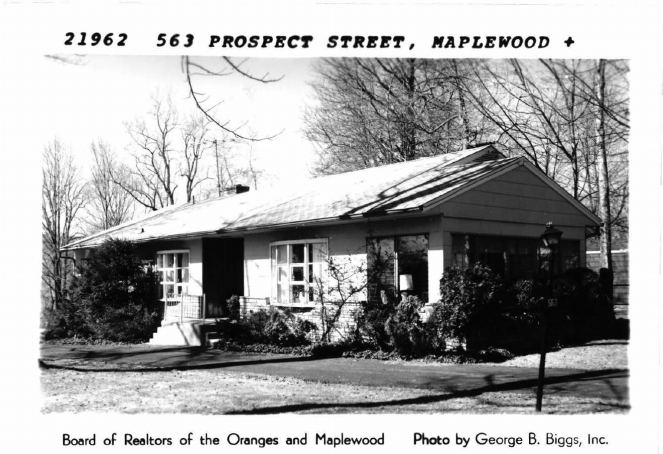 21962 563 PROSPECT STREET, MAPLEWOOD +
Board of Realtors of the Oranges and Maplewood Photo by George B. Biggs, Inc.